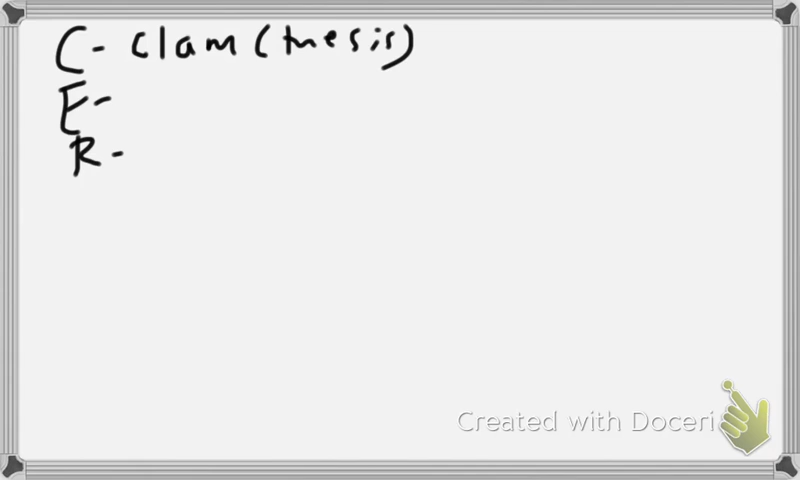 C- clam (thesis)
E-
R-
Created with Doceri